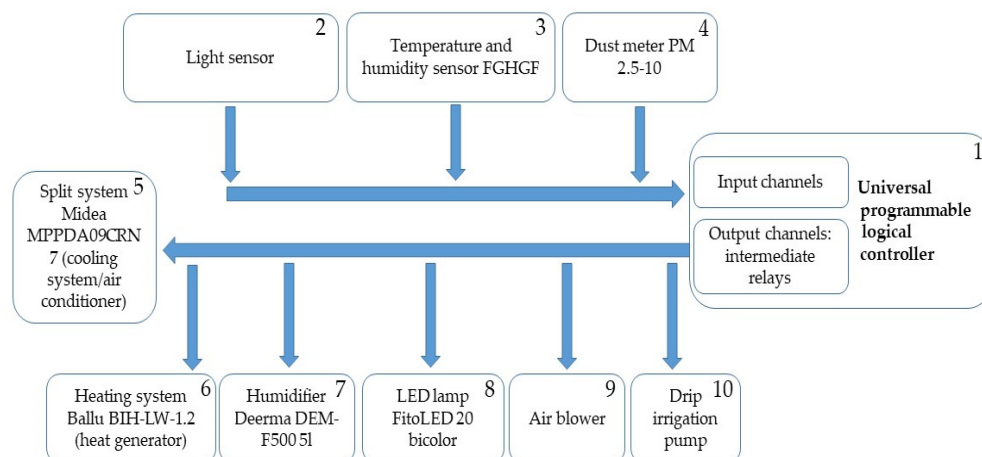 2
Light sensor
3
Temperature and
humidity sensor FGHGF
4
Dust meter PM
2.5-10
1
Input channels
Universal
programmable
logical
controller
Output channels:
intermediate
relays
5
Split system
Midea
MPPDA09CRN
7 (cooling
system/air
conditioner)
6
Heating system
Ballu BIH-LW-1.2
(heat generator)
7
Humidifier
Deerma DEM-
F500 5l
8
LED lamp
FitoLED 20
bicolor
9
Air blower
10
Drip
irrigation
pump